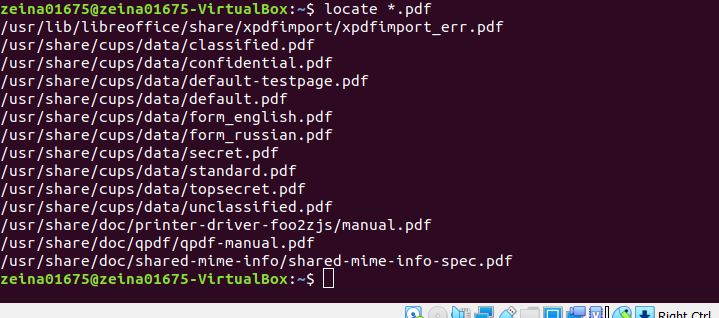 zeina01675@zeina01675-VirtualBox:~$ locate *.pdf
/usr/lib/libreoffice/share/xpdfimport/xpdfimport_err.pdf
/usr/share/cups/data/classified.pdf
/usr/share/cups/data/confidential.pdf
/usr/share/cups/data/default-testpage.pdf
/usr/share/cups/data/default.pdf
/usr/share/cups/data/form_english.pdf
/usr/share/cups/data/form_russian.pdf
/usr/share/cups/data/secret.pdf
/usr/share/cups/data/standard.pdf
/usr/share/cups/data/topsecret.pdf
/usr/share/cups/data/unclassified.pdf
/usr/share/doc/printer-driver-foo2zjs/manual.pdf
/usr/share/doc/qpdf/qpdf-manual.pdf
/usr/share/doc/shared-mime-info/shared-mime-info-spec.pdf
zeina01675@zeina01675-VirtualBox:~$
Right Ctrl